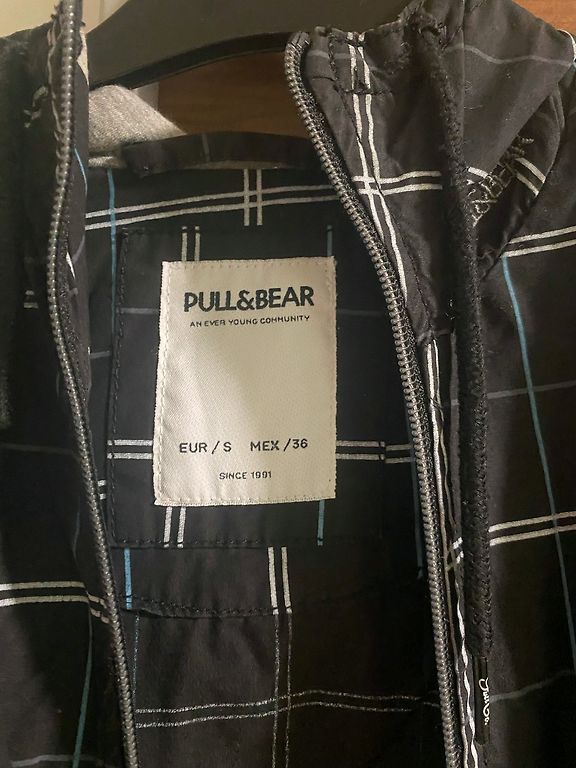 PULL&BEAR
AN EVER YOUNG COMMUNITY
EUR / S MEX / 36
SINCE 1991